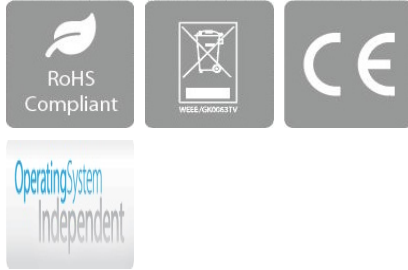 RoHS
Compliant
WEEE/GK0063TV
CE
OperatingSystem
Independent